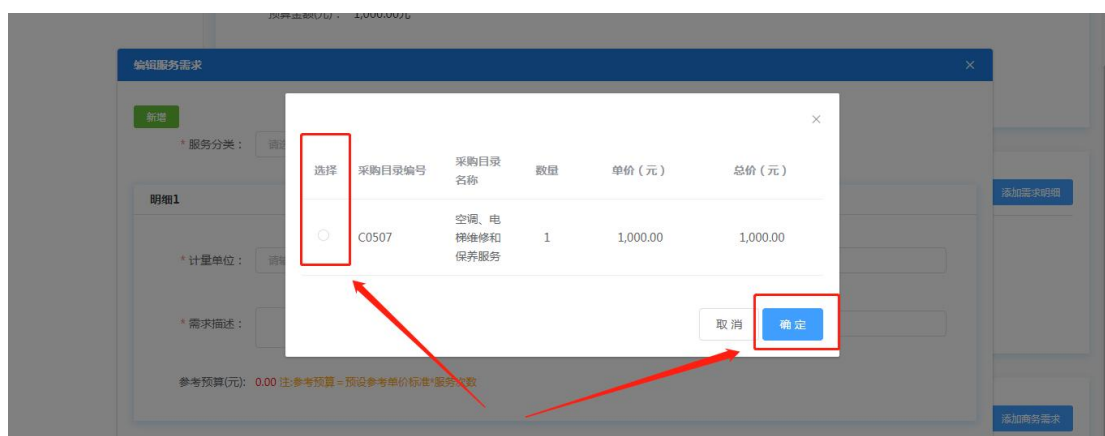 预算金额(元)： 1,000.00元
编辑服务需求
新增
* 服务分类：
明细1
添加需求明细
选择 采购目录编号 采购目录名称 数量 单价（元） 总价（元）
C0507 空调、电梯维修和保养服务 1 1,000.00 1,000.00
* 计量单位：
* 需求描述：
取消 确定
参考预算(元): 0.00 注:参考预算=预设参考单价标准*服务次数
添加商务需求